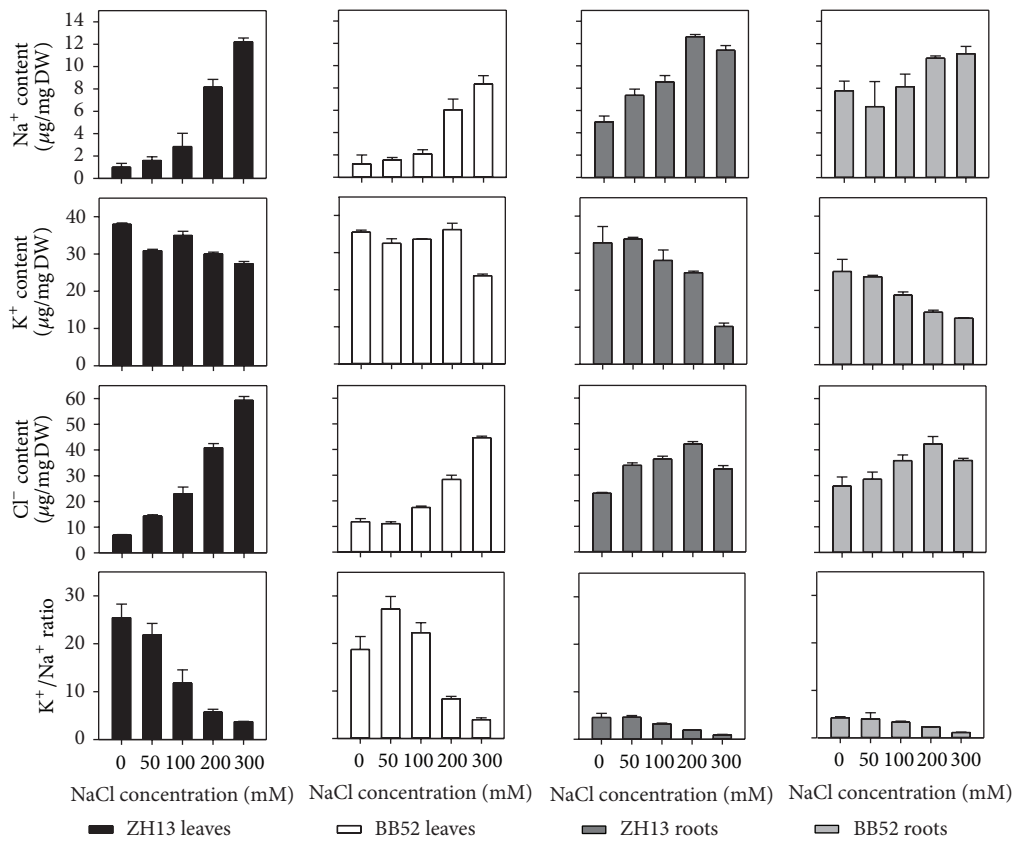 14
12
10
8
6
4
2
0
Na⁺ content
(μg/mg DW)
40
30
20
10
0
K⁺ content
(μg/mg DW)
60
50
40
30
20
10
0
Cl⁻ content
(μg/mg DW)
30
20
10
0
K⁺/Na⁺ ratio
0 50 100 200 300
0 50 100 200 300
0 50 100 200 300
0 50 100 200 300
NaCl concentration (mM)
NaCl concentration (mM)
NaCl concentration (mM)
NaCl concentration (mM)
ZH13 leaves
BB52 leaves
ZH13 roots
BB52 roots